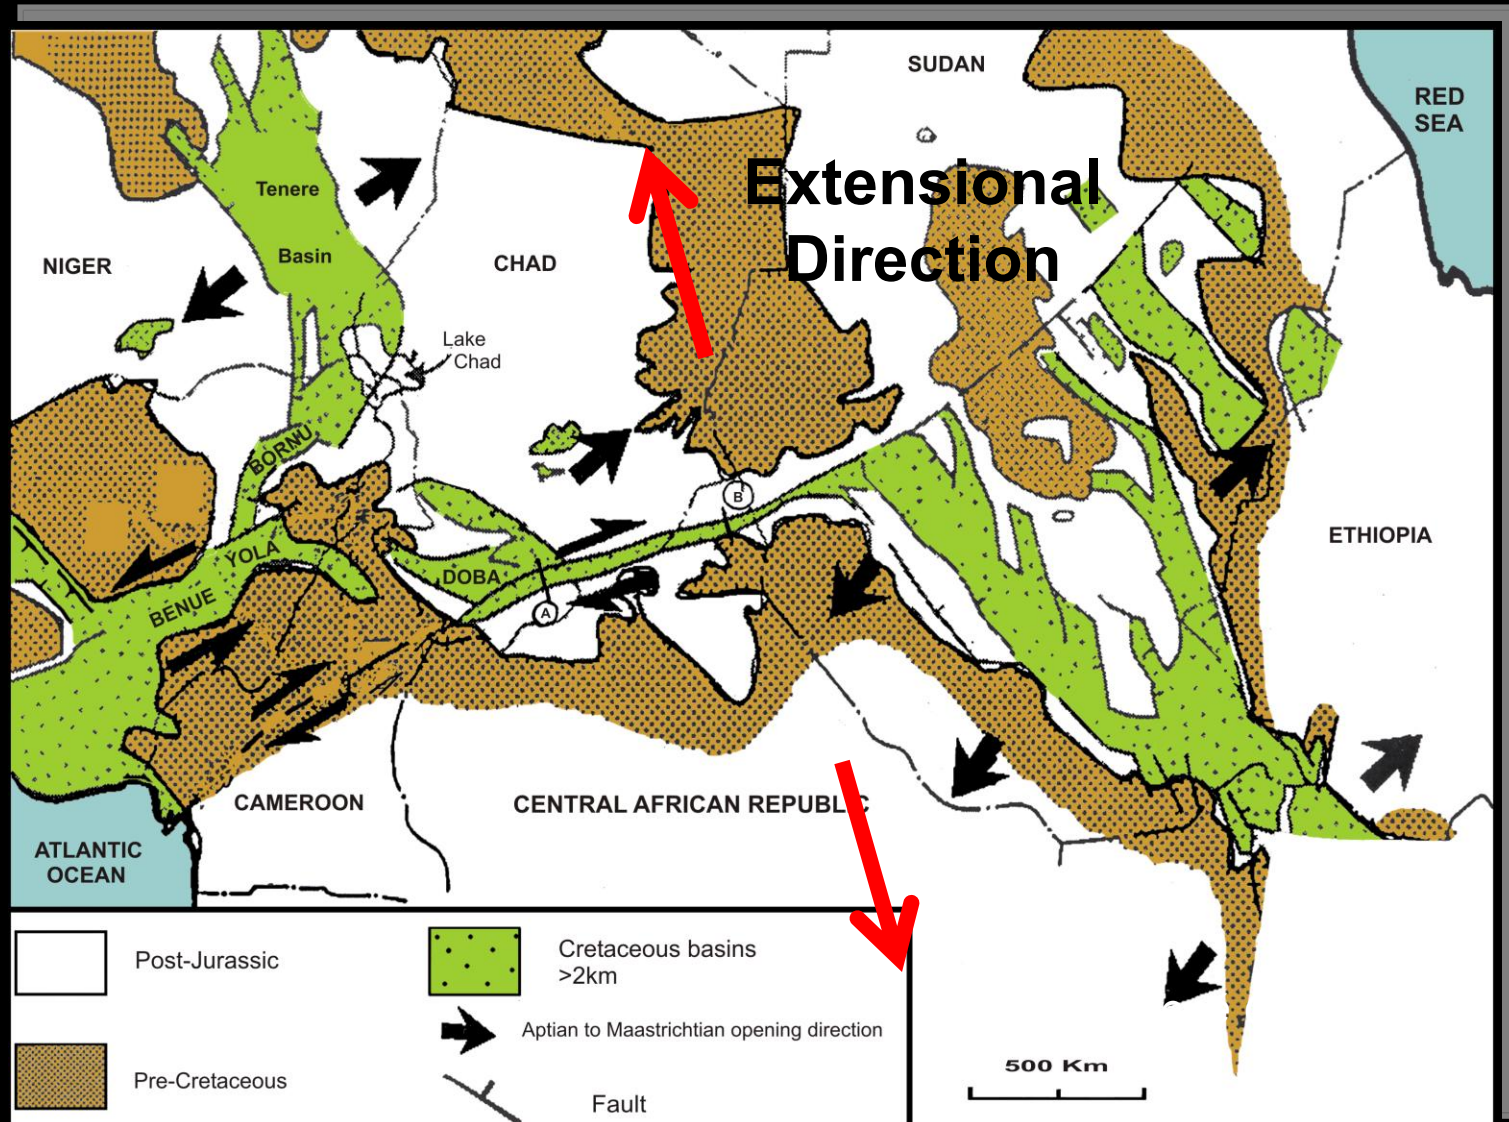 SUDAN
RED
SEA
Extensional
Direction
Tenere
Basin
NIGER
CHAD
Lake
Chad
BORNU
YOLA
BENUE
DOBA
A
B
ETHIOPIA
CAMEROON
CENTRAL AFRICAN REPUBLIC
ATLANTIC
OCEAN
Post-Jurassic
Cretaceous basins
>2km
Aptian to Maastrichtian opening direction
Pre-Cretaceous
Fault
500 Km